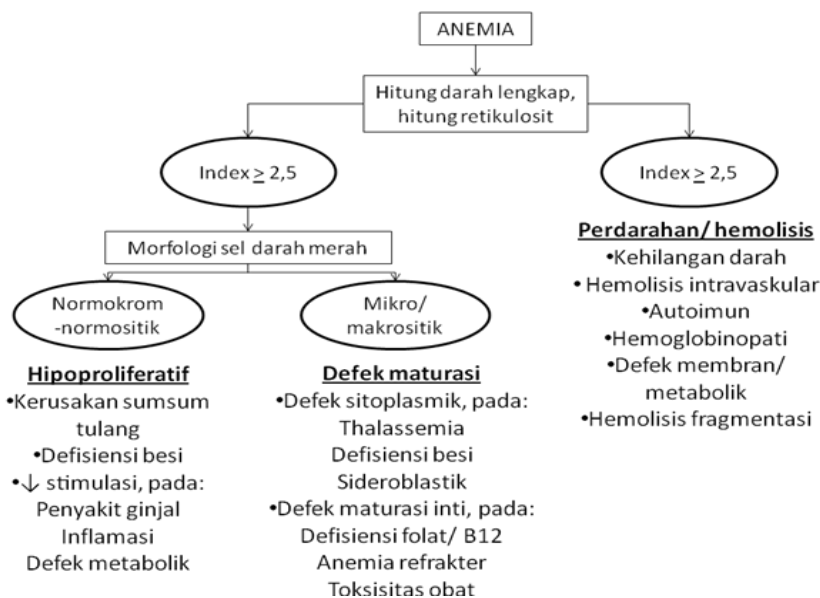 ANEMIA
Hitung darah lengkap,
hitung retikulosit
Index ≥ 2,5
Index ≥ 2,5
Morfologi sel darah merah
Normokrom
-normositik
Mikro/
makrositik
Hipoproliferatif
•Kerusakan sumsum
tulang
•Defisiensi besi
•↓ stimulasi, pada:
Penyakit ginjal
Inflamasi
Defek metabolik
Defek maturasi
•Defek sitoplasmik, pada:
Thalassemia
Defisiensi besi
Sideroblastik
•Defek maturasi inti, pada:
Defisiensi folat/ B12
Anemia refrakter
Toksisitas obat
Perdarahan/ hemolisis
•Kehilangan darah
• Hemolisis intravaskular
•Autoimun
•Hemoglobinopati
•Defek membran/
metabolik
•Hemolisis fragmentasi